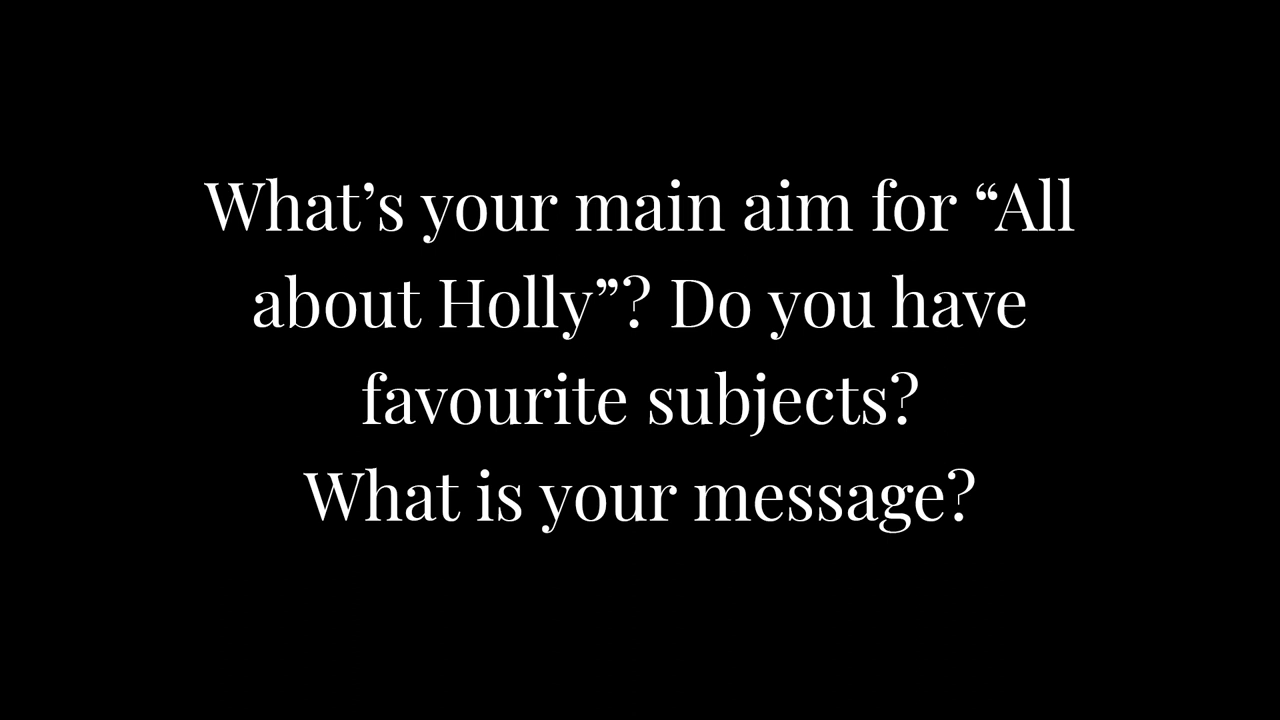 What’s your main aim for “All
about Holly”? Do you have
favourite subjects?
What is your message?